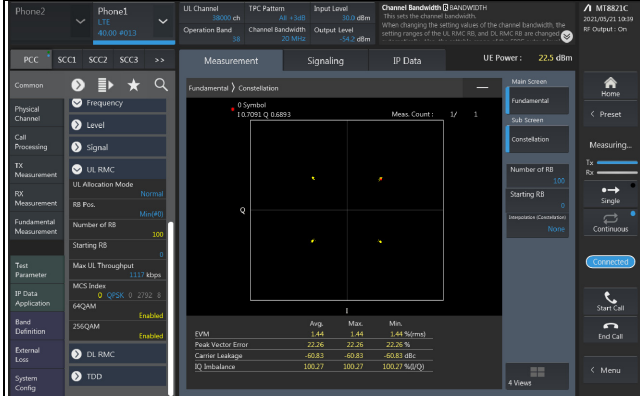 Phone2
Phone1
LTE
40.00 #013
UL Channel
38000 ch
TPC Pattern
All +3dB
Input Level
30.0 dBm
Operation Band
38
Channel Bandwidth
20 MHz
Output Level
-54.2 dBm
Channel Bandwidth BANDWIDTH
This sets the channel bandwidth.
When changing the setting values of the channel bandwidth, the
setting ranges of the UL RMC RB, and DL RMC RB are changed
MT8821C
2021/05/21 10:39
RF Output : On
PCC
SCC1
SCC2
SCC3
>>
Measurement
Signaling
IP Data
UE Power :
22.5 dBm
Common
Physical
Channel
Call
Processing
TX
Measurement
RX
Measurement
Fundamental
Measurement
Test
Parameter
IP Data
Application
Band
Definition
External
Loss
System
Config
Frequency
Level
Signal
UL RMC
UL Allocation Mode
Normal
RB Pos.
Min(#0)
Number of RB
100
Starting RB
0
Max UL Throughput
1117 kbps
MCS Index
0 QPSK 0 2792 8
64QAM
Enabled
256QAM
Enabled
DL RMC
TDD
Fundamental 》 Constellation
0 Symbol
I 0.7091 Q 0.6893
Meas. Count : 1/ 1
Q
I
Avg. Max. Min.
EVM 1.44 1.44 1.44 %(rms)
Peak Vector Error 22.26 22.26 22.26 %
Carrier Leakage -60.83 -60.83 -60.83 dBc
IQ Imbalance 100.27 100.27 100.27 %(I/Q)
Main Screen
Fundamental
Sub Screen
Constellation
Number of RB
100
Starting RB
0
Interpolation (Constellation)
None
4 Views
Home
< Preset
Measuring...
Tx
Rx
Single
Continuous
Connected
Start Call
End Call
< Menu